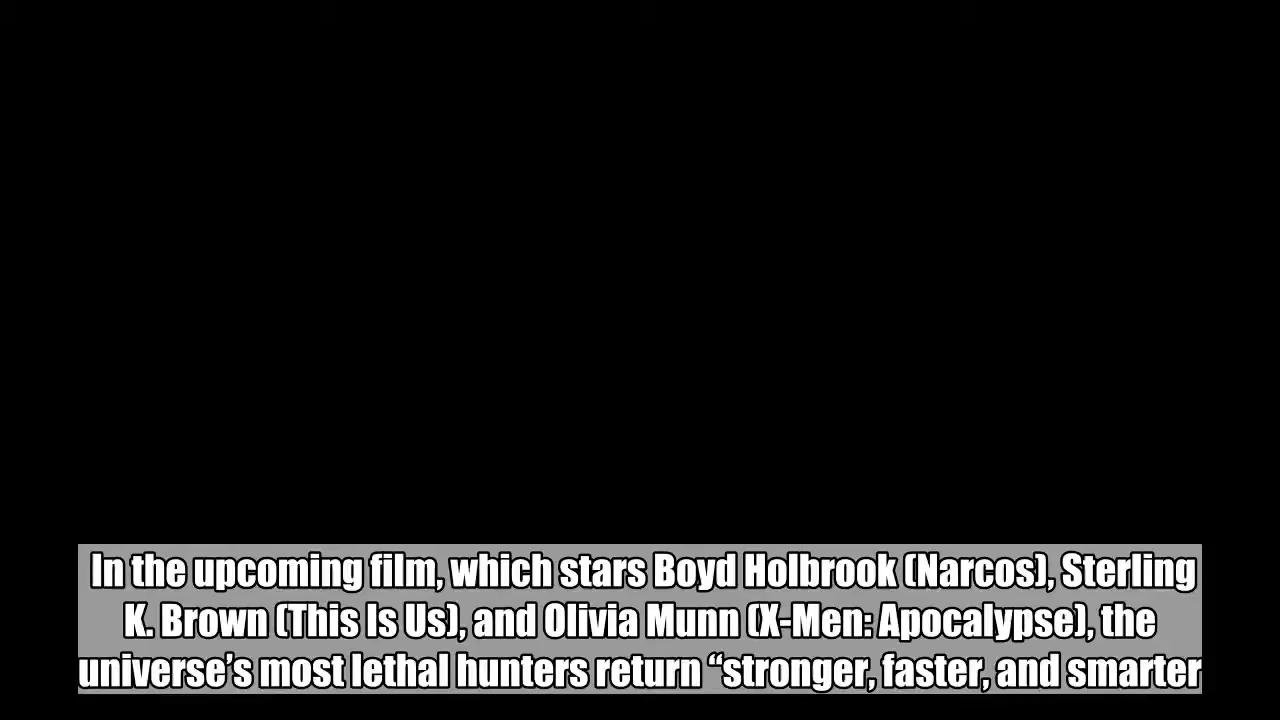 In the upcoming film, which stars Boyd Holbrook (Narcos), Sterling
K. Brown (This Is Us), and Olivia Munn (X-Men: Apocalypse), the
universe’s most lethal hunters return “stronger, faster, and smarter